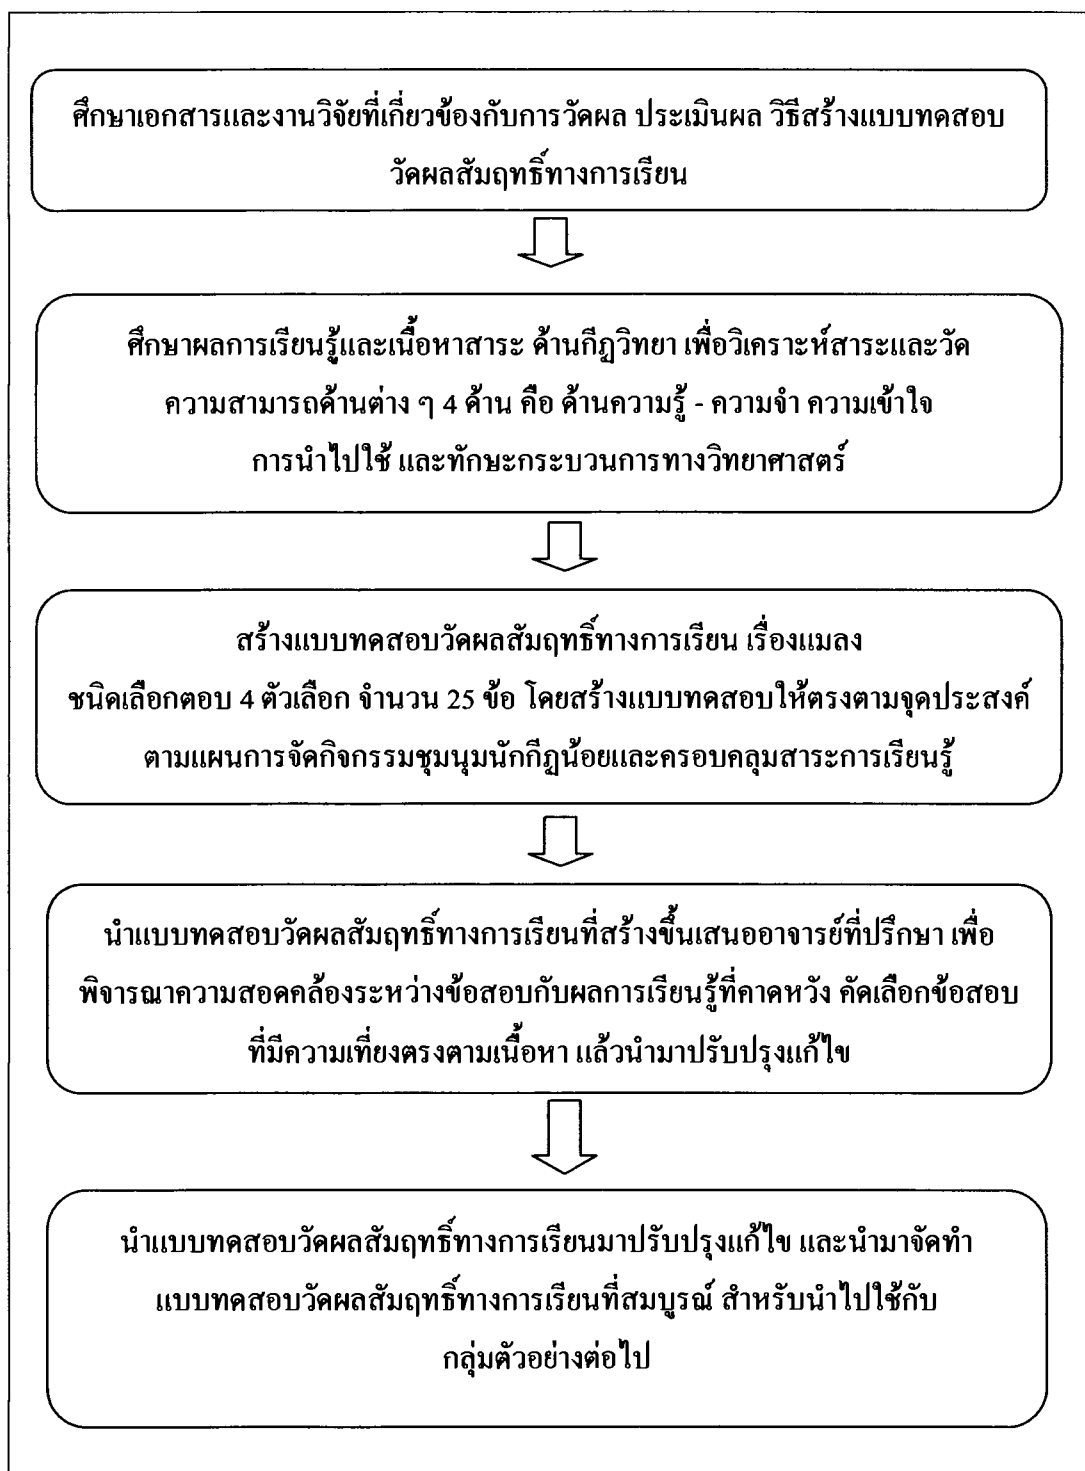 ศึกษาเอกสารและงานวิจัยที่เกี่ยวข้องกับการวัดผล ประเมินผล วิธีสร้างแบบทดสอบ
วัดผลสัมฤทธิ์ทางการเรียน
ศึกษาผลการเรียนรู้และเนื้อหาสาระ ด้านกีฏวิทยา เพื่อวิเคราะห์สาระและวัด
ความสามารถด้านต่าง ๆ 4 ด้าน คือ ด้านความรู้ - ความจำ ความเข้าใจ
การนำไปใช้ และทักษะกระบวนการทางวิทยาศาสตร์
สร้างแบบทดสอบวัดผลสัมฤทธิ์ทางการเรียน เรื่องแมลง
ชนิดเลือกตอบ 4 ตัวเลือก จำนวน 25 ข้อ โดยสร้างแบบทดสอบให้ตรงตามจุดประสงค์
ตามแผนการจัดกิจกรรมชุมนุมนักกีฏน้อยและครอบคลุมสาระการเรียนรู้
นำแบบทดสอบวัดผลสัมฤทธิ์ทางการเรียนที่สร้างขึ้นเสนออาจารย์ที่ปรึกษา เพื่อ
พิจารณาความสอดคล้องระหว่างข้อสอบกับผลการเรียนรู้ที่คาดหวัง คัดเลือกข้อสอบ
ที่มีความเที่ยงตรงตามเนื้อหา แล้วนำมาปรับปรุงแก้ไข
นำแบบทดสอบวัดผลสัมฤทธิ์ทางการเรียนมาปรับปรุงแก้ไข และนำมาจัดทำ
แบบทดสอบวัดผลสัมฤทธิ์ทางการเรียนที่สมบูรณ์ สำหรับนำไปใช้กับ
กลุ่มตัวอย่างต่อไป